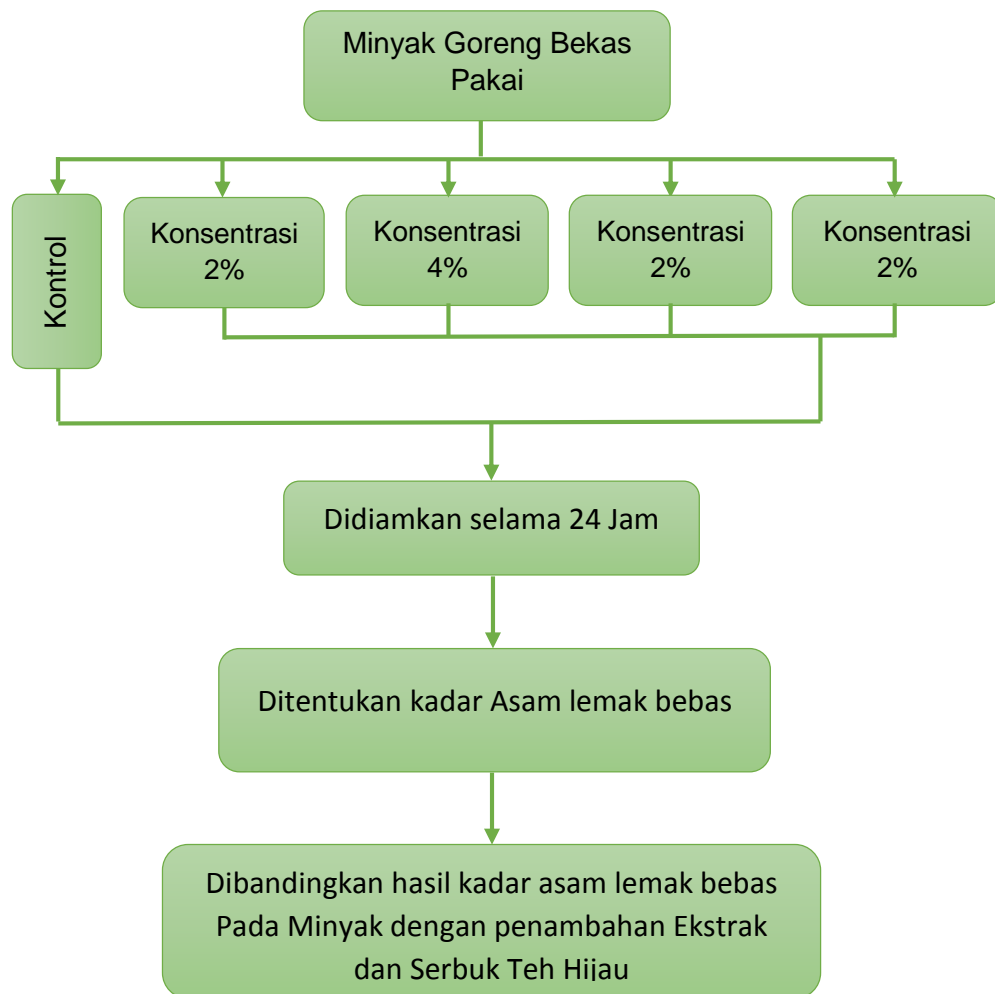 Minyak Goreng Bekas
Pakai
Kontrol
Konsentrasi
2%
Konsentrasi
4%
Konsentrasi
2%
Konsentrasi
2%
Didiamkan selama 24 Jam
Ditentukan kadar Asam lemak bebas
Dibandingkan hasil kadar asam lemak bebas
Pada Minyak dengan penambahan Ekstrak
dan Serbuk Teh Hijau